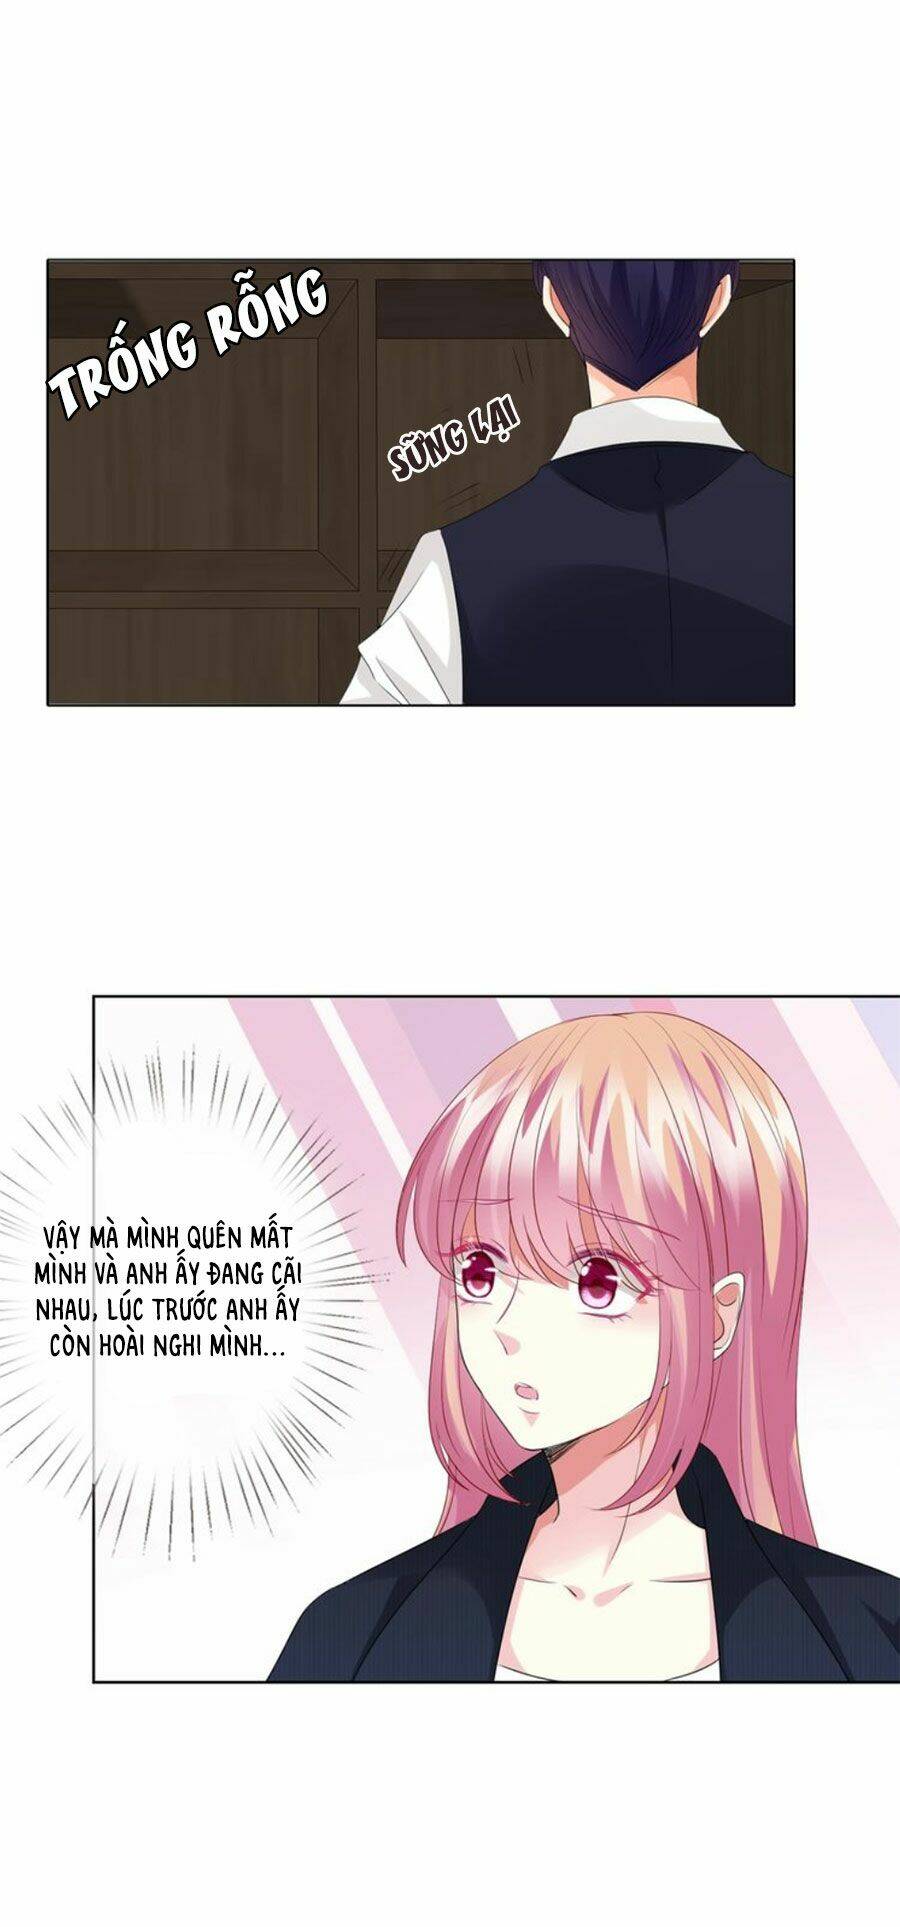 TRỐNG RỖNG
SỮNG LẠI
VẬY MÀ MÌNH QUÊN MẤT
MÌNH VÀ ANH ẤY ĐANG CÃI
NHAU, LÚC TRƯỚC ANH ẤY
CÒN HOÀI NGHI MÌNH...